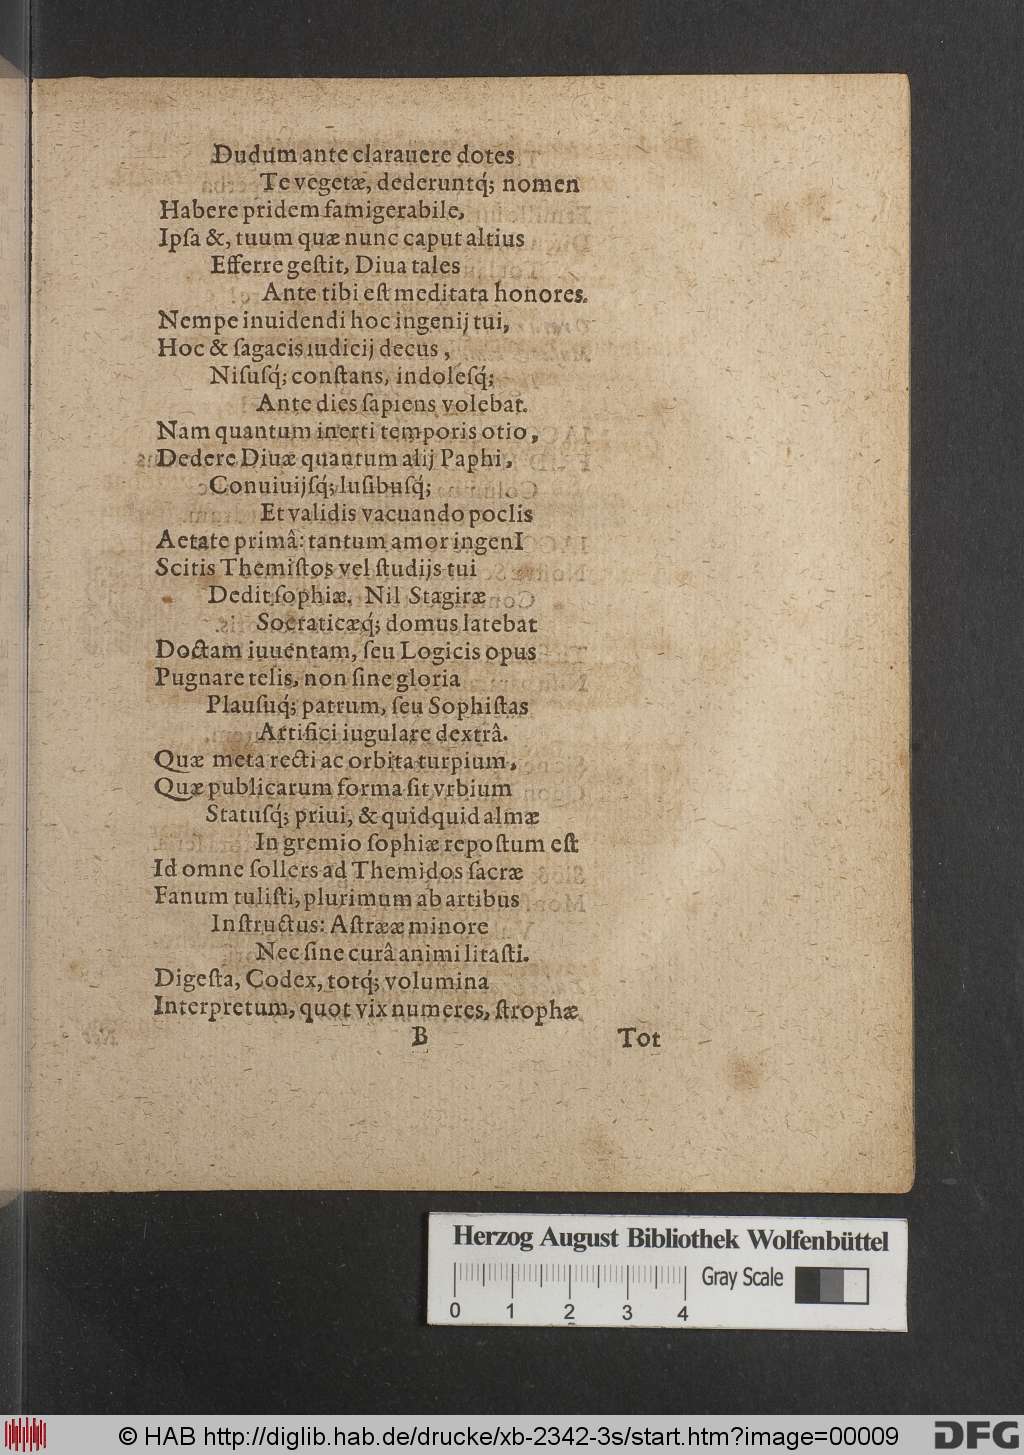 Dudum ante clarauere dotes
Te vegetæ, dederuntq́; nomen
Habere pridem famigerabile,
Ipſa &, tuum quæ nunc caput altius
Efferre geſtit, Diua tales
Ante tibi eſt meditata honores.
Nempe inuidendi hoc ingenij tui,
Hoc & ſagacis iudicij decus,
Niſuſq́; conſtans, indoleſq́;
Ante dies ſapiens volebat.
Nam quantum inerti temporis otio,
Dedere Diuæ quantum alij Paphi,
Conuiuijſq́; luſibuſq́;
Et validis vacuando poclis
Aetate primâ: tantum amor ingenI
Scitis Themiſtos vel ſtudijs tui
Dedit ſophiæ. Nil Stagiræ
Socraticæq́; domus latebat
Doctam iuuentam, ſeu Logicis opus
Pugnare telis, non ſine gloria
Plauſuq́; patrum, ſeu Sophiſtas
Artifici iugulare dextrâ.
Quæ meta recti ac orbita turpium,
Quæ publicarum forma ſit vrbium
Statuſq́; priui, & quidquid almæ
In gremio ſophiæ repoſtum eſt
Id omne ſollers ad Themidos ſacræ
Fanum tuliſti, plurimum ab artibus
Inſtructus: Aſtrææ minore
Nec ſine curâ animi litaſti.
Digeſta, Codex, totq́; volumina
Interpretum, quot vix numeres, ſtrophæ
B Tot
Herzog August Bibliothek Wolfenbüttel
Gray Scale
0 1 2 3 4
© HAB http://diglib.hab.de/drucke/xb-2342-3s/start.htm?image=00009
DFG